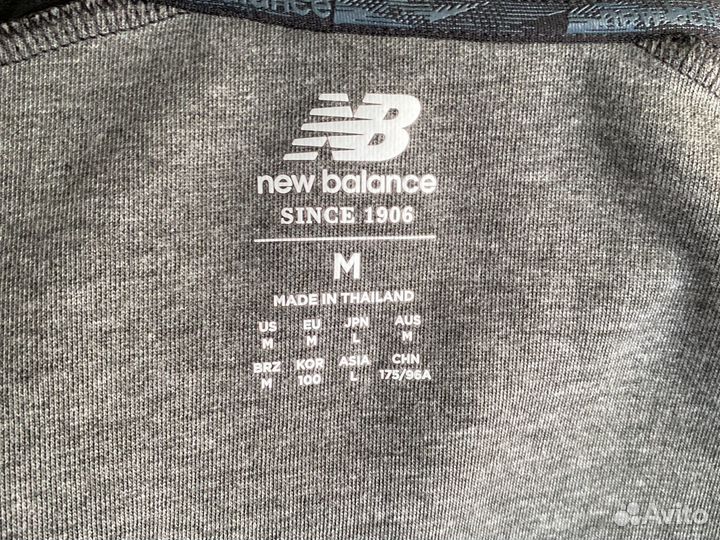 NB
new balance
SINCE 1906
M
MADE IN THAILAND
US EU JPN AUS
M M L M
BRZ KOR ASIA CHN
M 100 L 175/96A
Avito